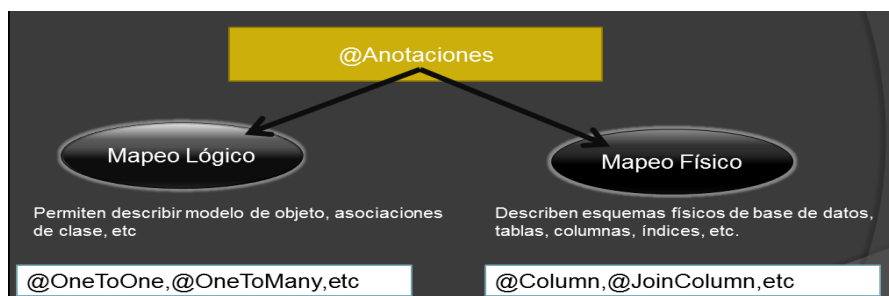 @Anotaciones
Mapeo Lógico
Mapeo Físico
Permiten describir modelo de objeto, asociaciones
de clase, etc
Describen esquemas físicos de base de datos,
tablas, columnas, índices, etc.
@OneToOne,@OneToMany,etc
@Column,@JoinColumn,etc